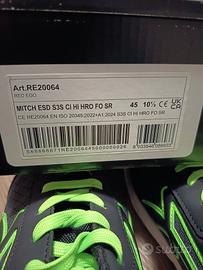 Art.RE20064
RED EGO
MITCH ESD S3S CI HI HRO FO SR 45 10½ CE UK CA
CE RE20064 EN ISO 20345:2022+A1:2024 S3S CI HI HRO FO SR
subito